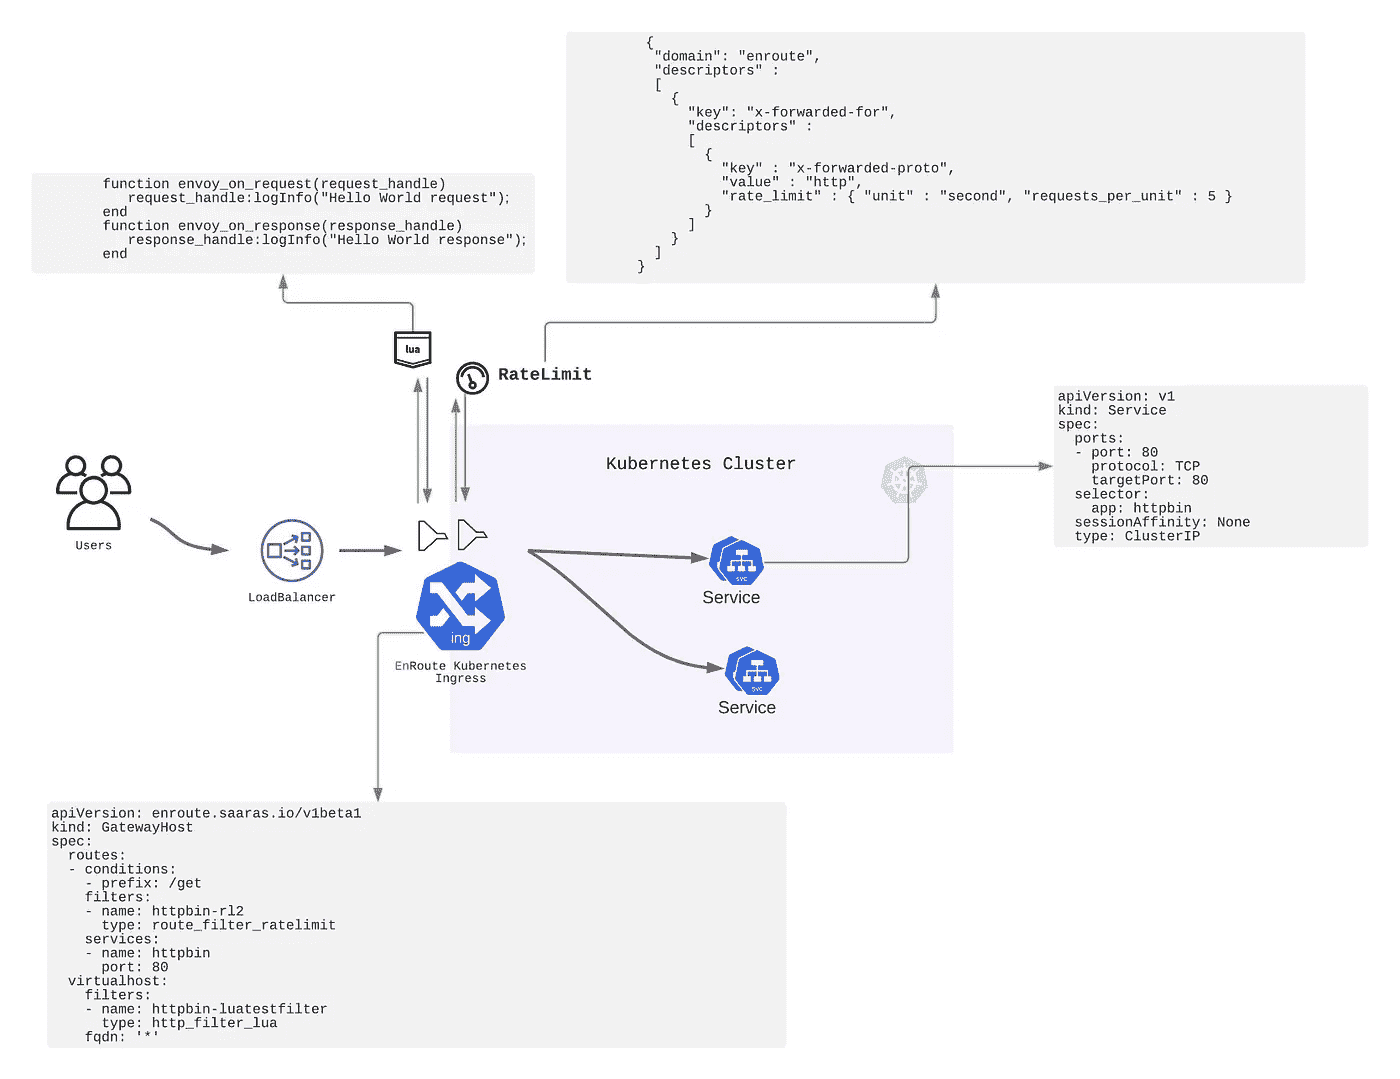 {
"domain": "enroute",
"descriptors" :
[
{
"key": "x-forwarded-for",
"descriptors" :
[
{
"key" : "x-forwarded-proto",
"value" : "http",
"rate_limit" : { "unit" : "second", "requests_per_unit" : 5 }
}
]
}
]
}
function envoy_on_request(request_handle)
request_handle:logInfo("Hello World request");
end
function envoy_on_response(response_handle)
response_handle:logInfo("Hello World response");
end
lua
RateLimit
apiVersion: v1
kind: Service
spec:
ports:
- port: 80
protocol: TCP
targetPort: 80
selector:
app: httpbin
sessionAffinity: None
type: ClusterIP
Kubernetes Cluster
Users
LoadBalancer
ing
EnRoute Kubernetes
Ingress
svc
Service
svc
Service
apiVersion: enroute.saaras.io/v1beta1
kind: GatewayHost
spec:
routes:
- conditions:
- prefix: /get
filters:
- name: httpbin-rl2
type: route_filter_ratelimit
services:
- name: httpbin
port: 80
virtualhost:
filters:
- name: httpbin-luatestfilter
type: http_filter_lua
fqdn: '*'